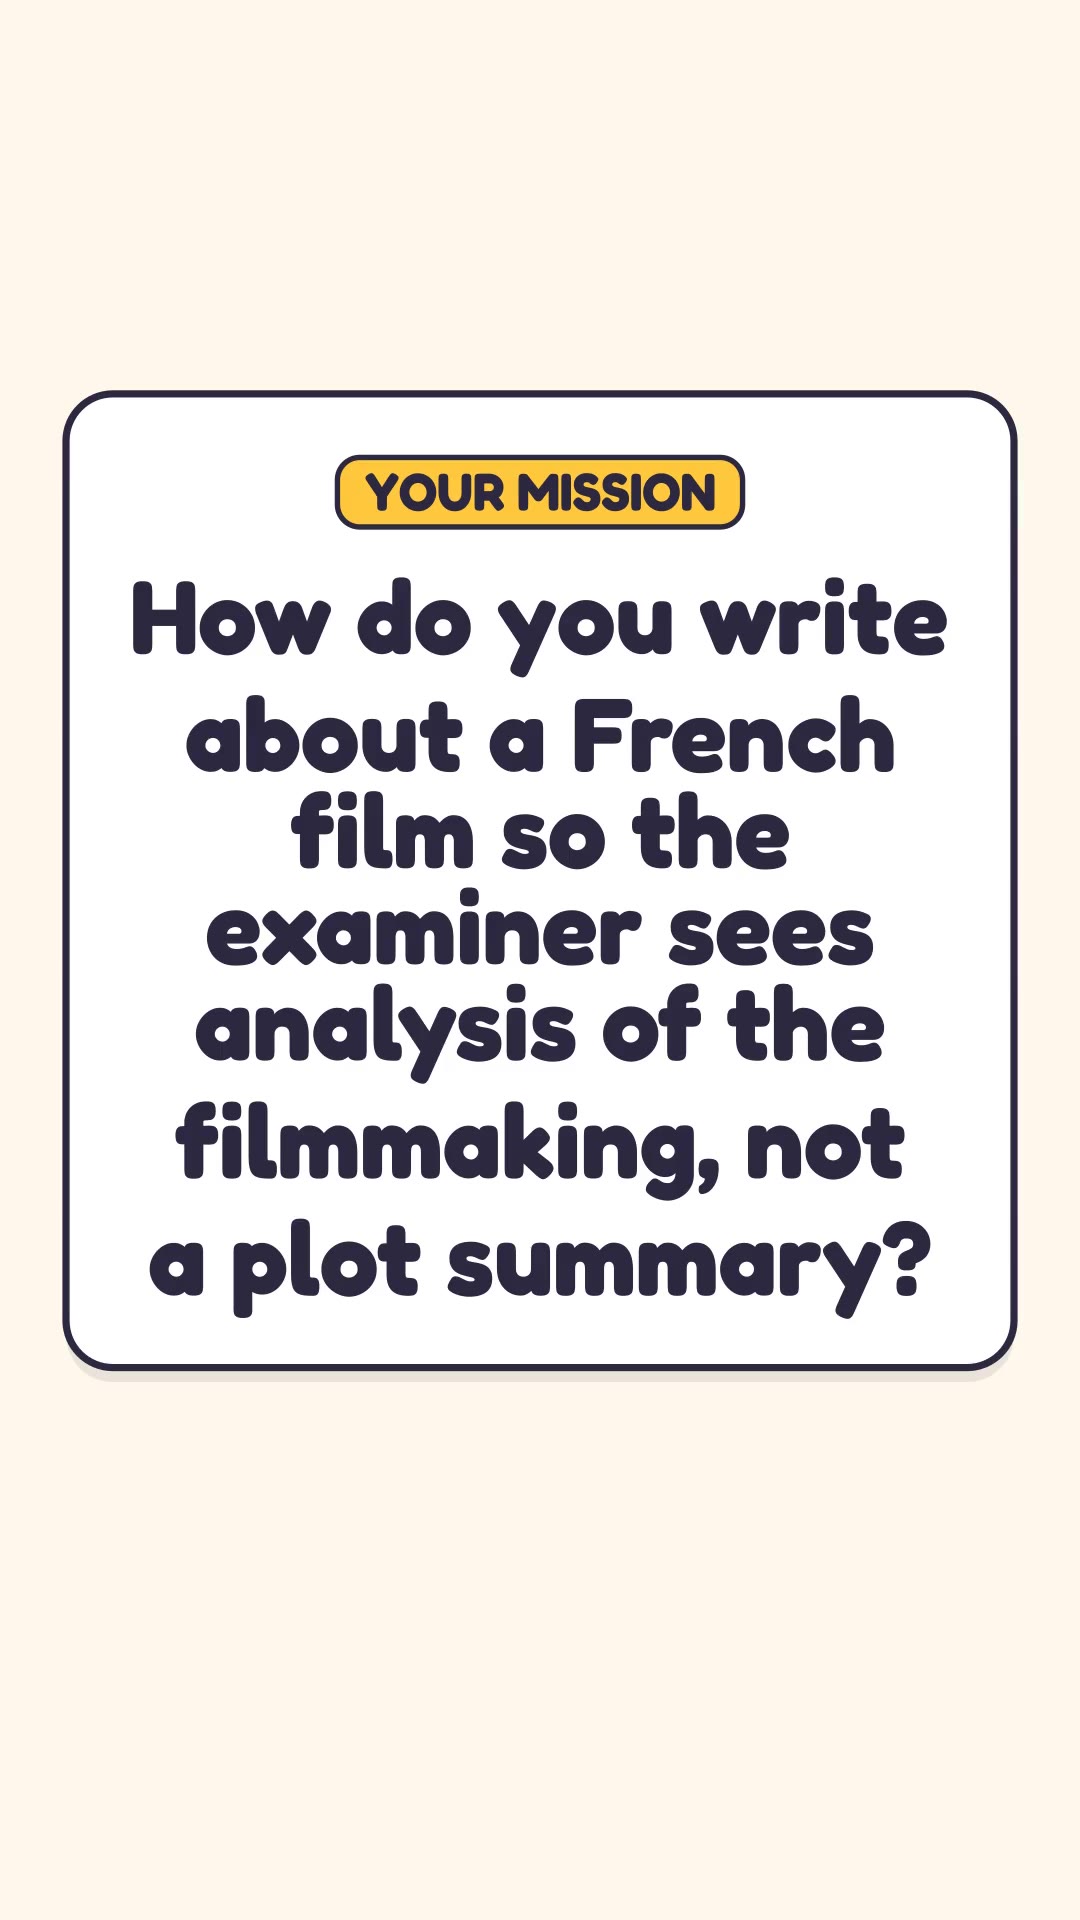 YOUR MISSION
How do you write
about a French
film so the
examiner sees
analysis of the
filmmaking, not
a plot summary?